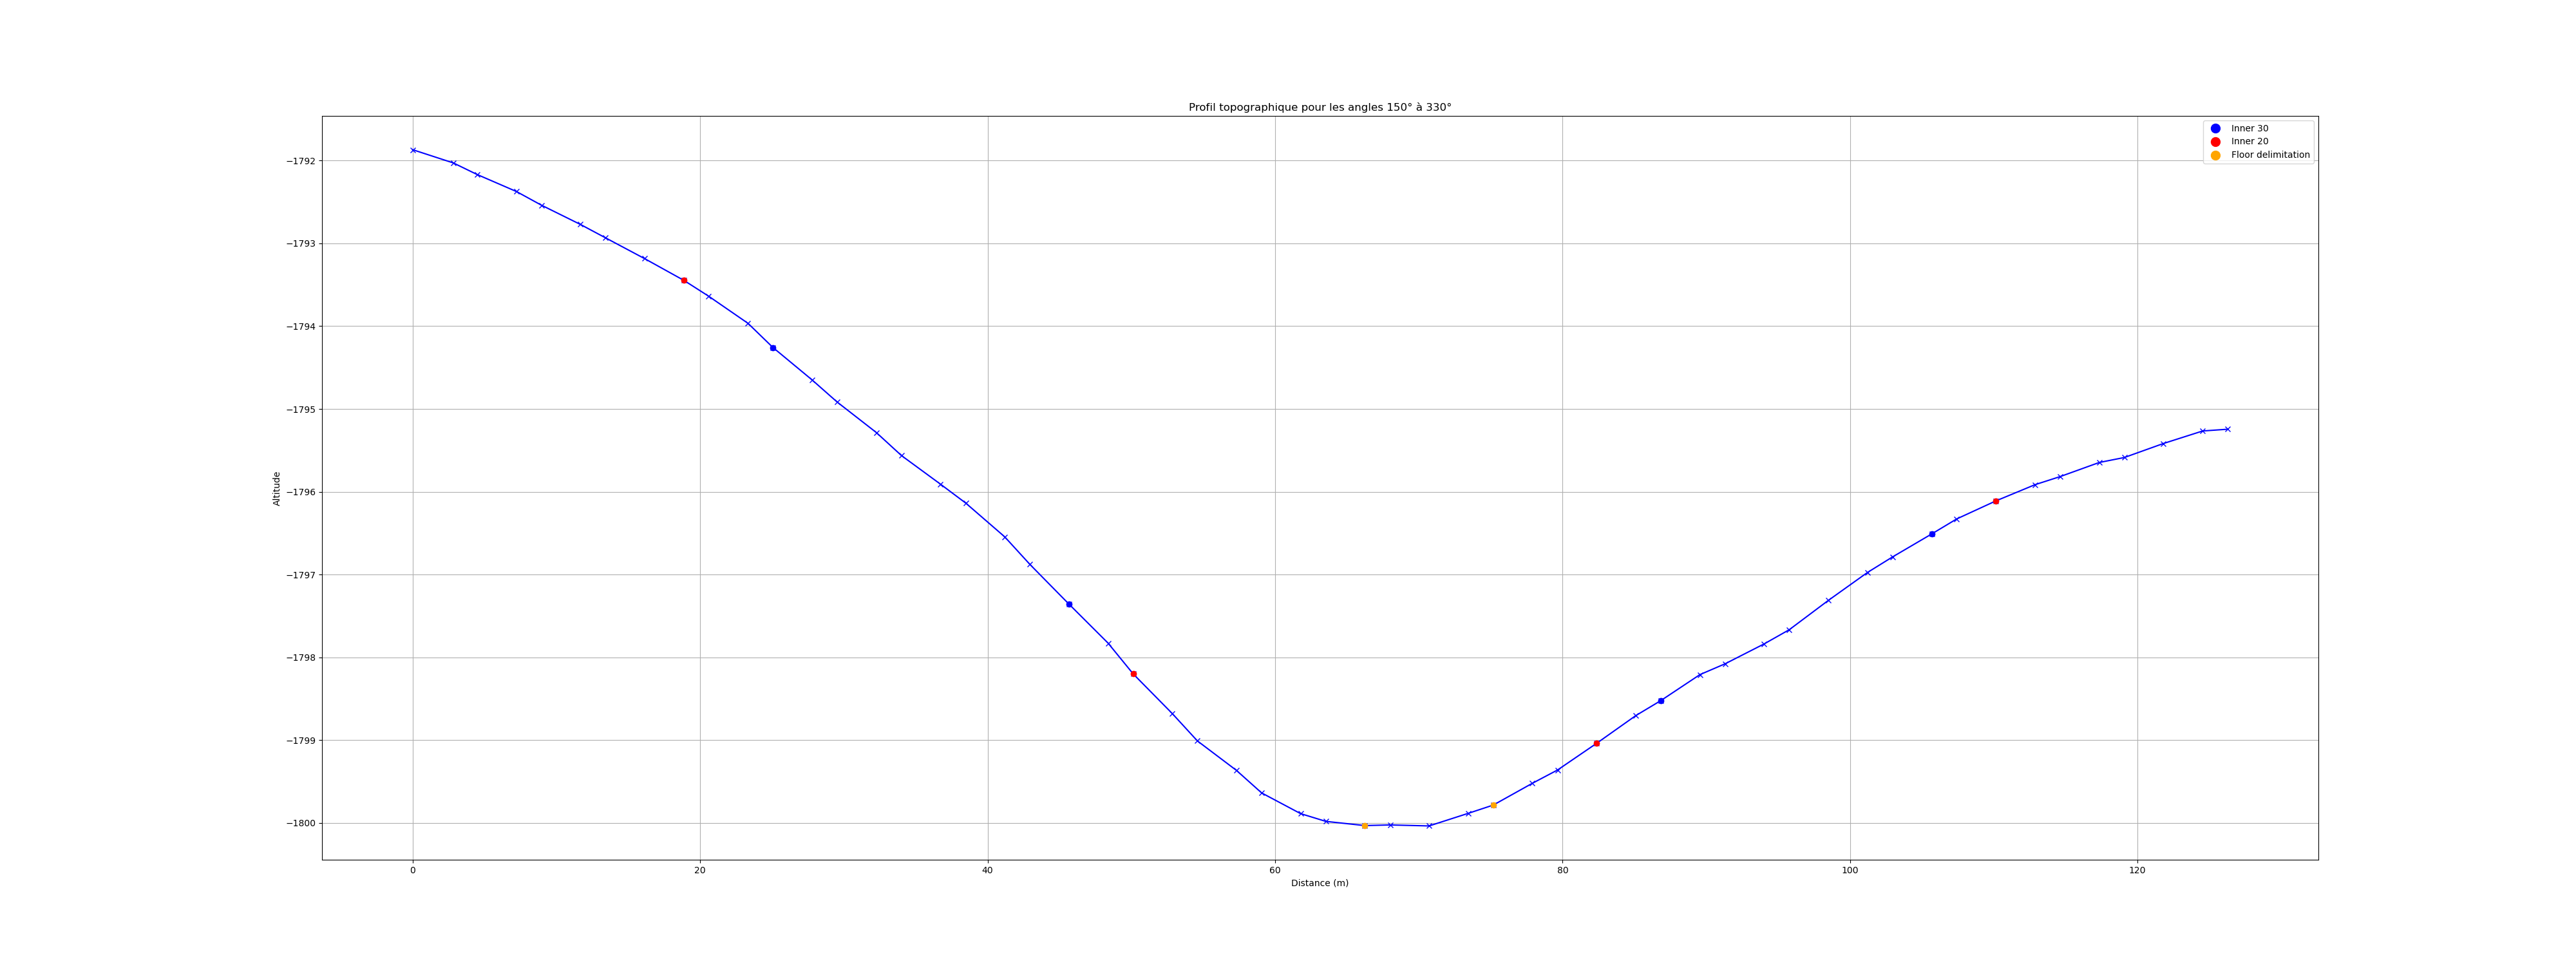 Profil topographique pour les angles 150° à 330°
Inner 30
Inner 20
Floor delimitation
−1792
−1793
−1794
−1795
−1796
−1797
−1798
−1799
−1800
Altitude
0 20 40 60 80 100 120
Distance (m)